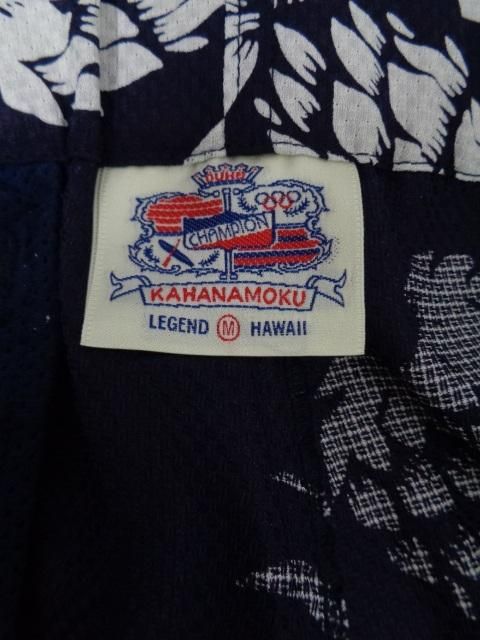 DUKE
CHAMPION
KAHANAMOKU
LEGEND M HAWAII